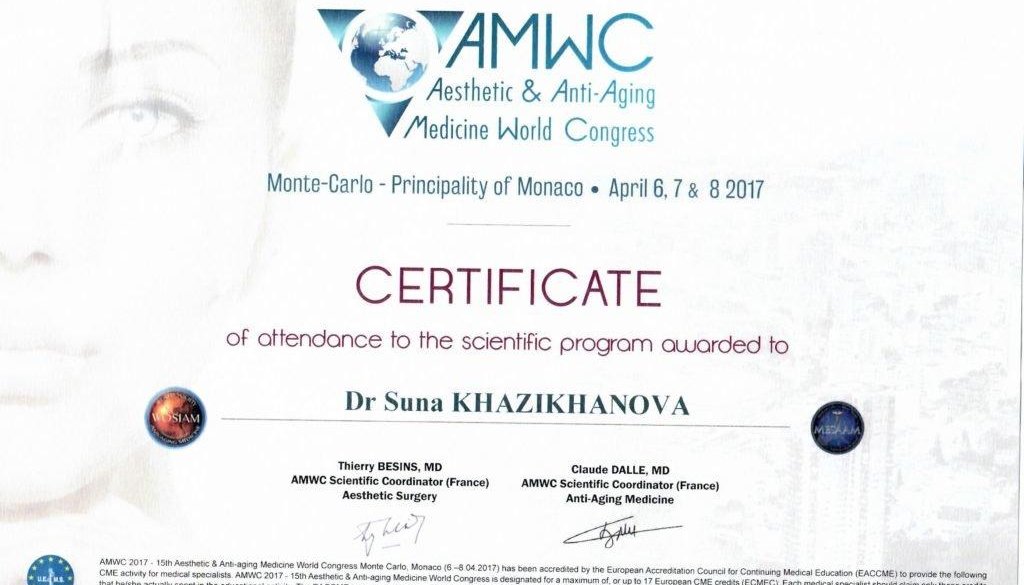 AMWC
Aesthetic & Anti-Aging
Medicine World Congress
Monte-Carlo - Principality of Monaco • April 6, 7 & 8 2017
CERTIFICATE
of attendance to the scientific program awarded to
Dr Suna KHAZIKHANOVA
WOSIAM
MEDAAM
Thierry BESINS, MD
AMWC Scientific Coordinator (France)
Aesthetic Surgery
Claude DALLE, MD
AMWC Scientific Coordinator (France)
Anti-Aging Medicine
U.E.M.S.
AMWC 2017 - 15th Aesthetic & Anti-aging Medicine World Congress Monte Carlo, Monaco (6 –8 04 2017) has been accredited by the European Accreditation Council for Continuing Medical Education (EACCME) to provide the following
CME activity for medical specialists. AMWC 2017 - 15th Aesthetic & Anti-aging Medicine World Congress is designated for a maximum of, or up to 17 European CME credits (ECMEC). Each medical specialist should claim only those credits